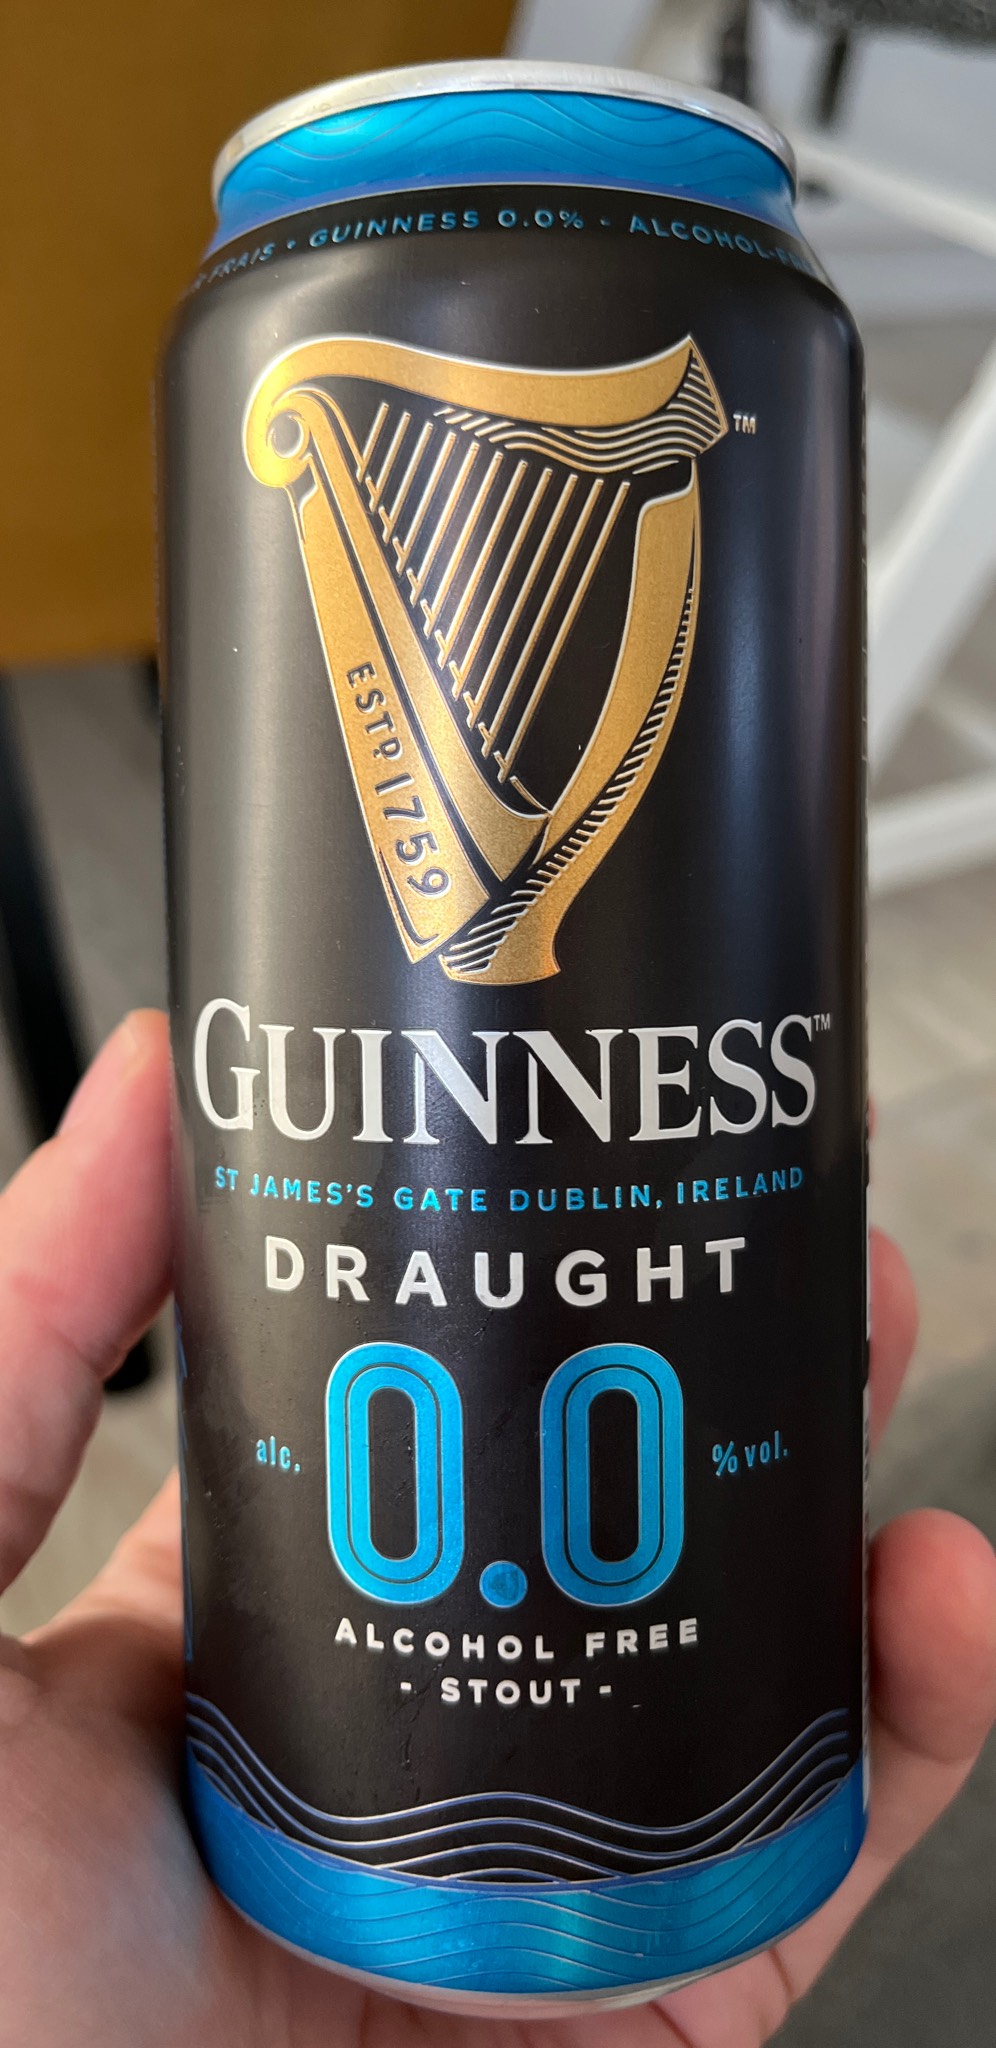 FRAIS • GUINNESS 0.0% - ALCOHOL-FR
TM
ESTD 1759
GUINNESS™
ST JAMES'S GATE DUBLIN, IRELAND
DRAUGHT
alc. 0.0 % vol.
ALCOHOL FREE
- STOUT -